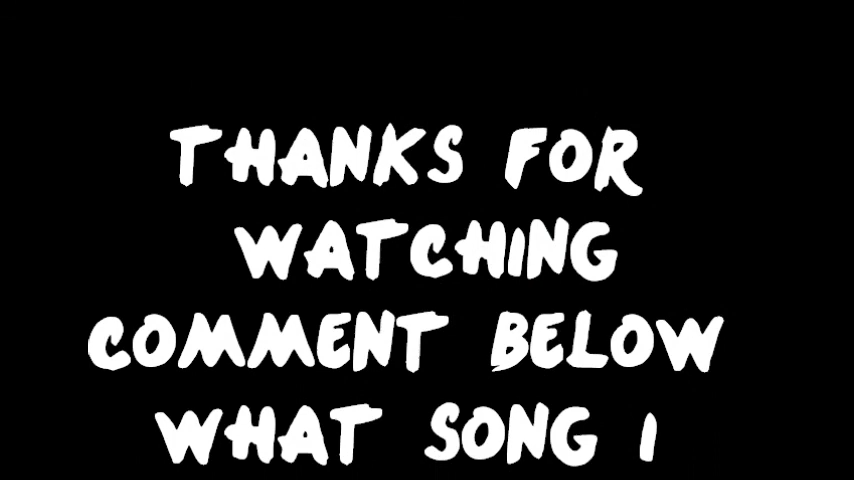 THANKS FOR
WATCHING
COMMENT BELOW
WHAT SONG I